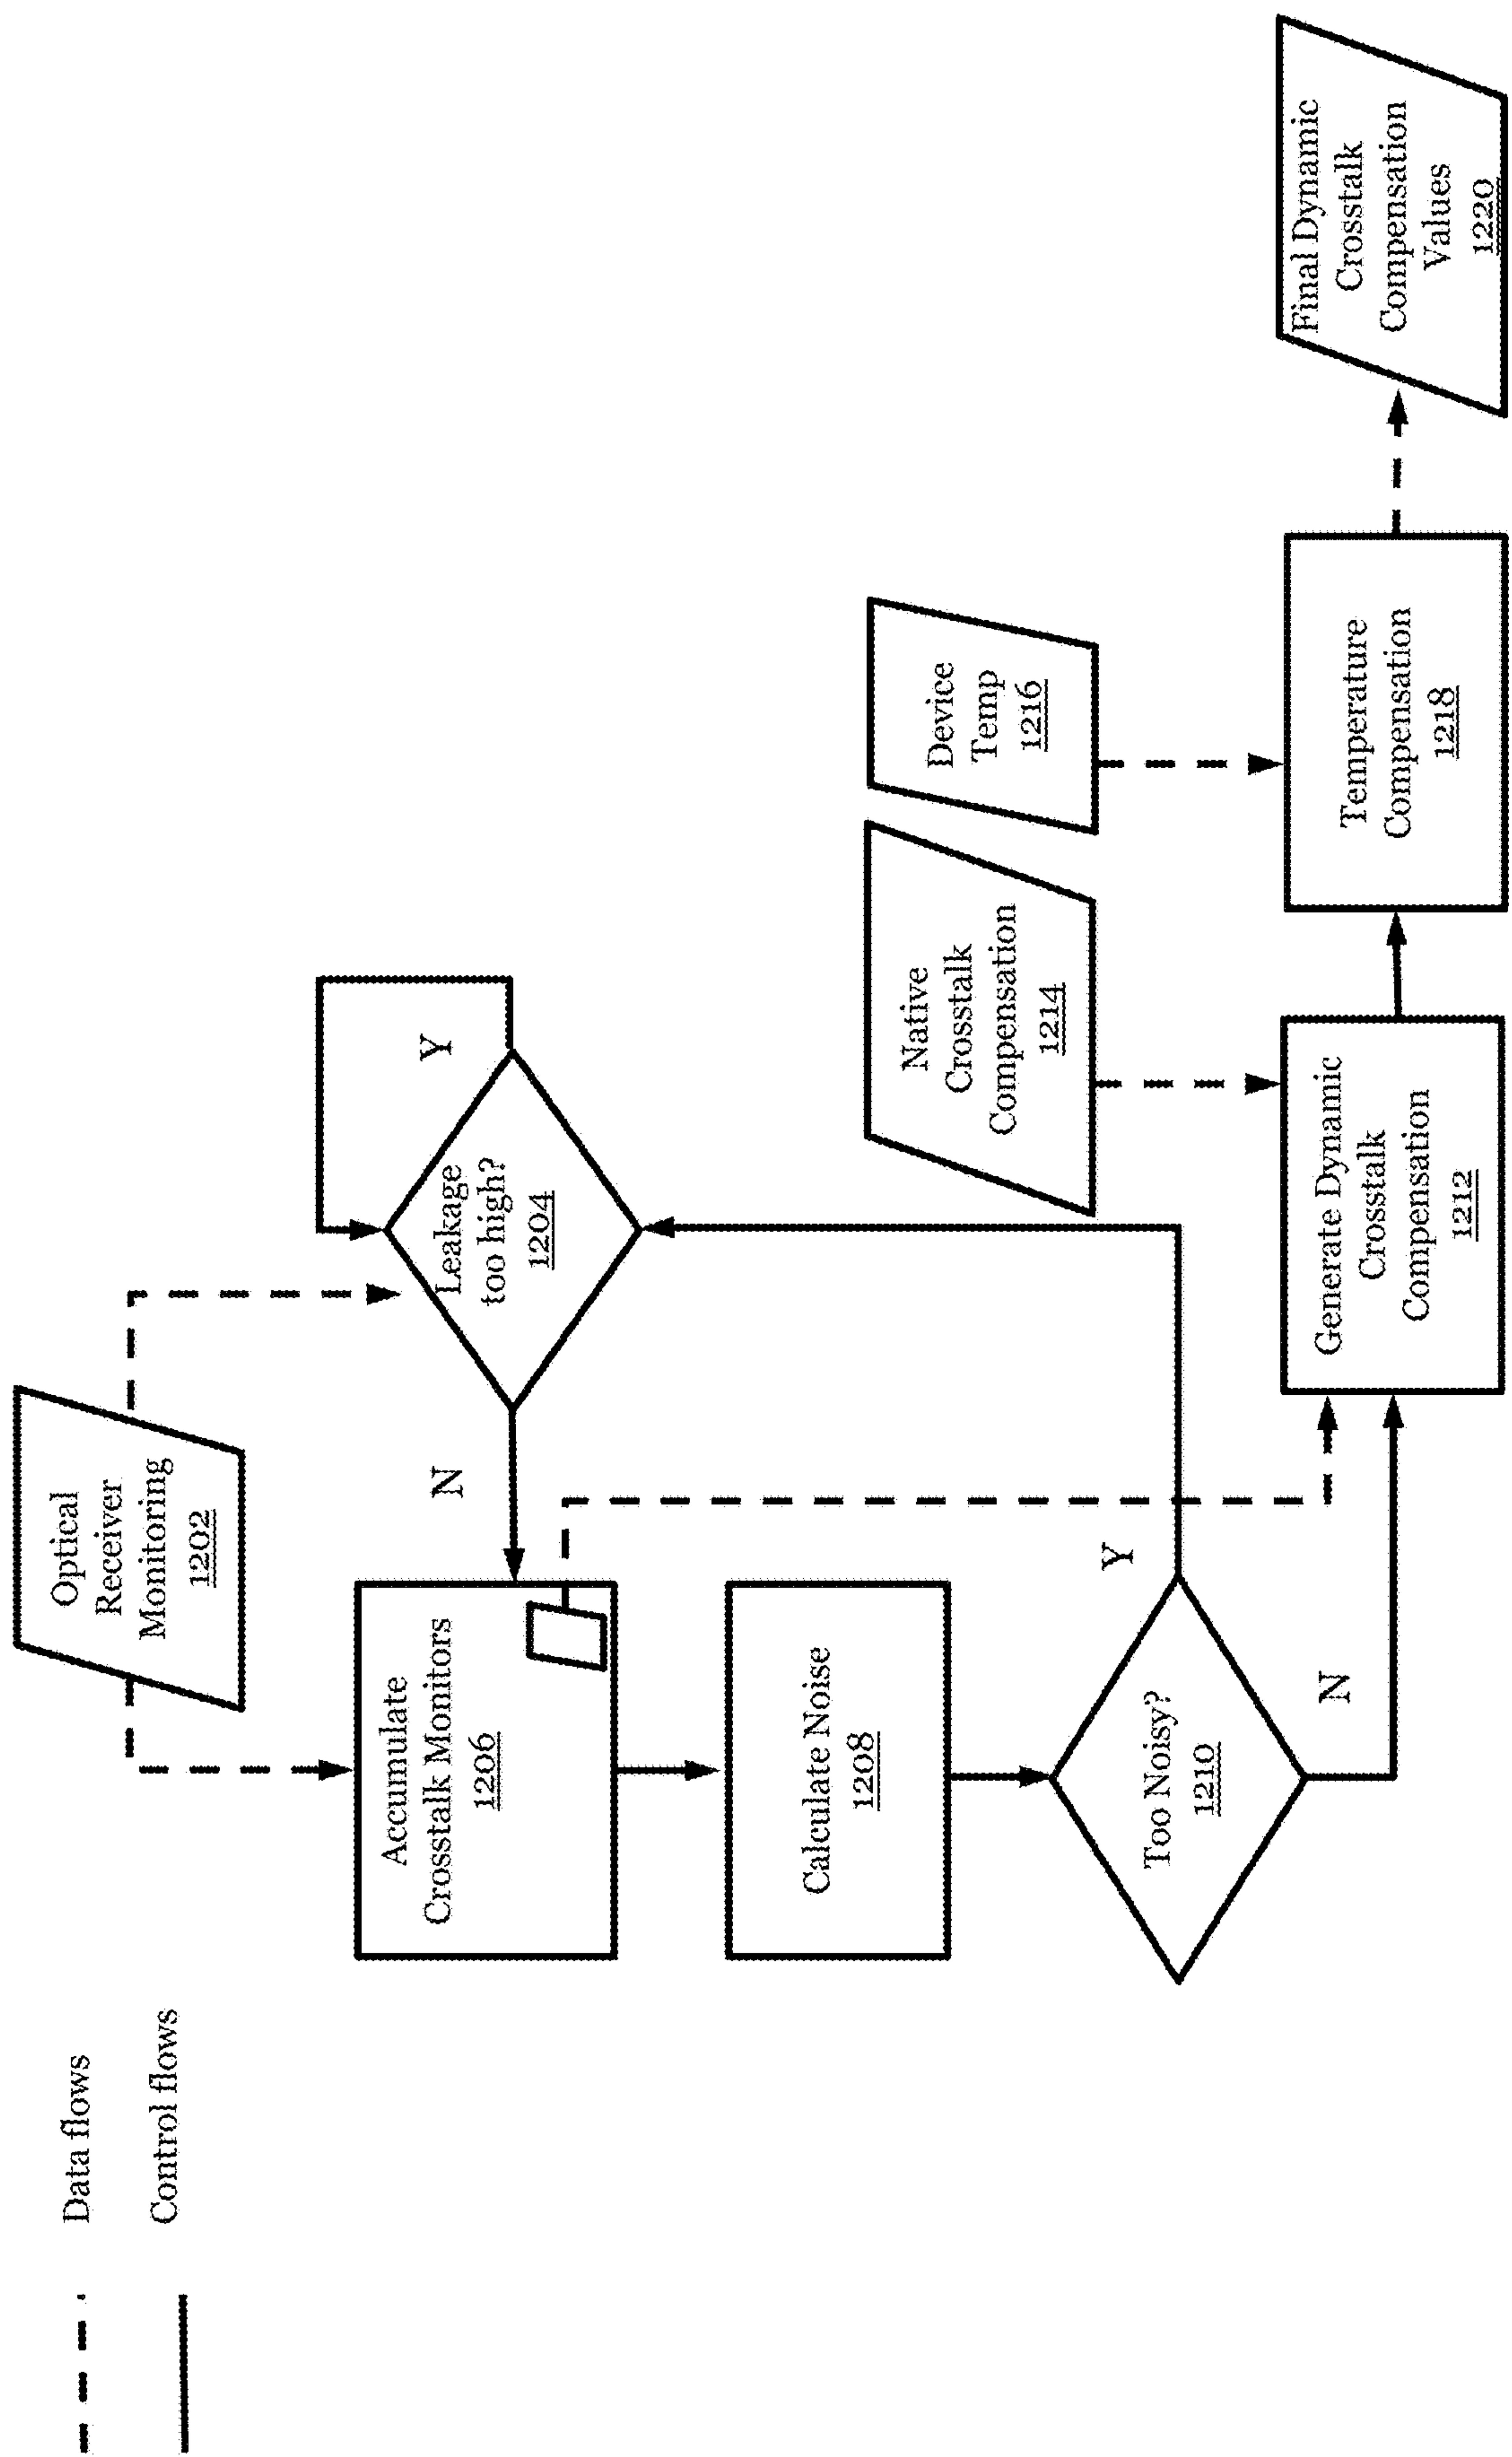 Data flows
Control flows
Optical
Receiver
Monitoring
1202
Accumulate
Crosstalk Monitors
1206
N
Leakage
too high?
1204
Y
Calculate Noise
1208
Too Noisy?
1210
Y
N
Native
Crosstalk
Compensation
1214
Device
Temp
1216
Generate Dynamic
Crosstalk
Compensation
1212
Temperature
Compensation
1218
Final Dynamic
Crosstalk
Compensation
Values
1220